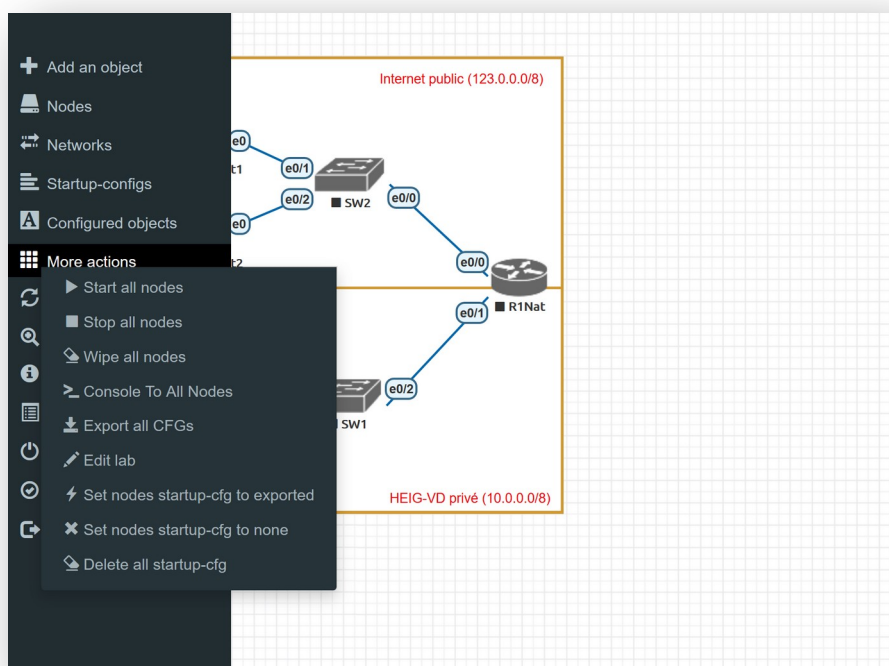 Add an object
Nodes
Networks
Startup-configs
Configured objects
More actions
Start all nodes
Stop all nodes
Wipe all nodes
Console To All Nodes
Export all CFGs
Edit lab
Set nodes startup-cfg to exported
Set nodes startup-cfg to none
Delete all startup-cfg
Internet public (123.0.0.0/8)
e0
t1
e0/1
e0/2
SW2
e0/0
e0
t2
e0/0
R1Nat
e0/1
e0/2
SW1
HEIG-VD privé (10.0.0.0/8)